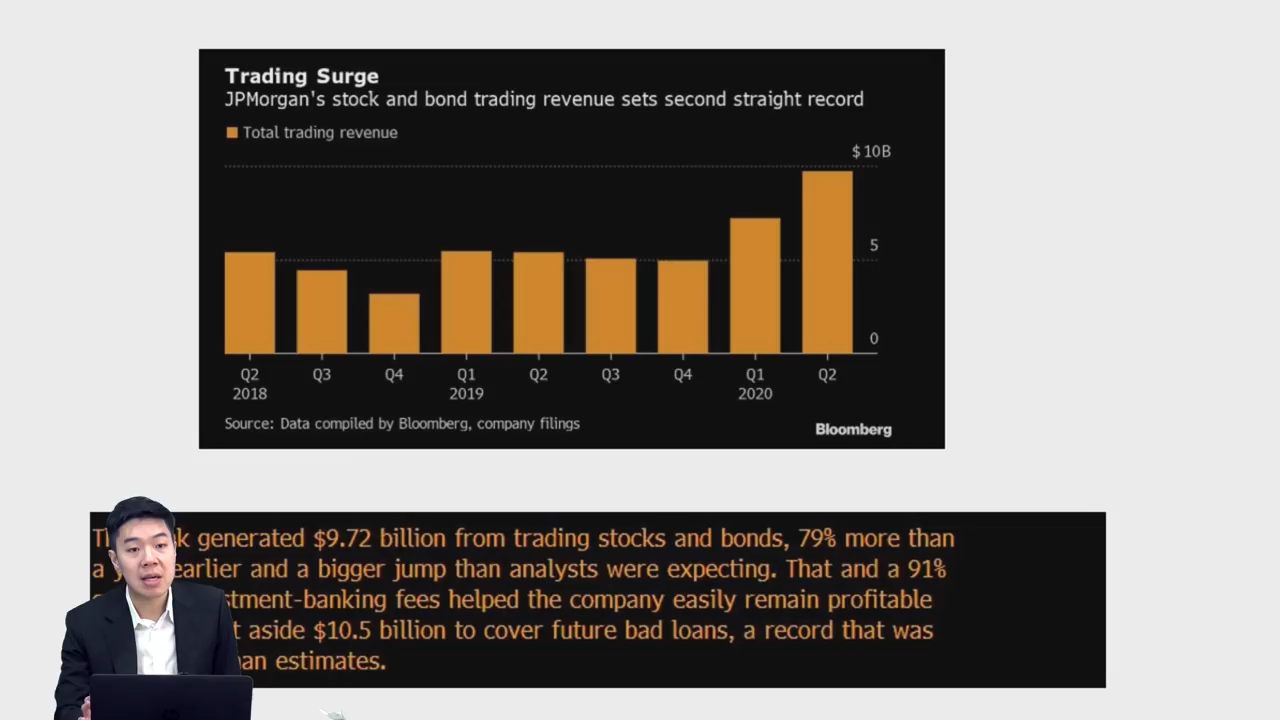 Trading Surge
JPMorgan's stock and bond trading revenue sets second straight record
Total trading revenue
$10B
5
0
Q2 Q3 Q4 Q1 Q2 Q3 Q4 Q1 Q2
2018 2019 2020
Source: Data compiled by Bloomberg, company filings
Bloomberg
generated $9.72 billion from trading stocks and bonds, 79% more than
a earlier and a bigger jump than analysts were expecting. That and a 91%
fees helped the company easily remain profitable
aside $10.5 billion to cover future bad loans, a record that was
estimates.